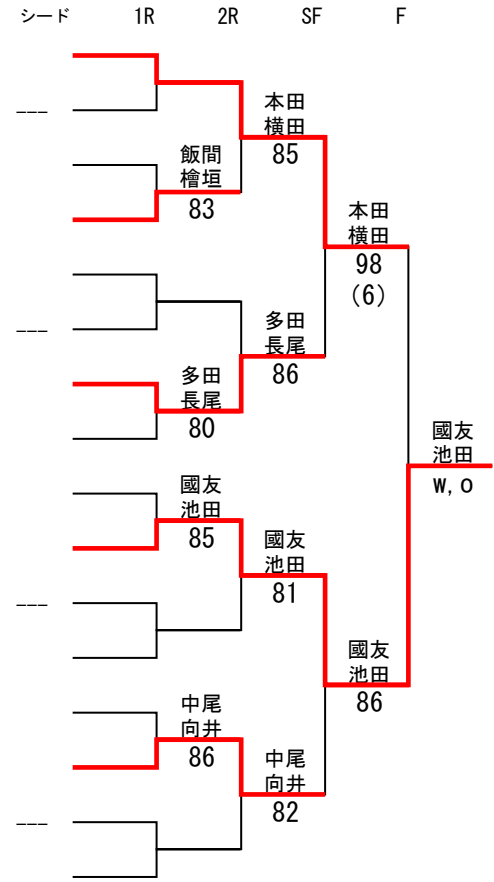 シード 1R 2R SF F
---
本田
横田
85
飯間
檜垣
83
本田
横田
98
(6)
---
多田
長尾
86
多田
長尾
80
國友
池田
W,O
國友
池田
85
國友
池田
81
---
國友
池田
86
中尾
向井
86
中尾
向井
82
---